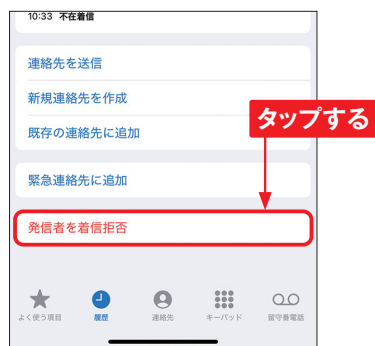 10:33 不在着信
連絡先を送信
新規連絡先を作成
既存の連絡先に追加
タップする
緊急連絡先に追加
発信者を着信拒否
よく使う項目 履歴 連絡先 キーパッド 留守番電話